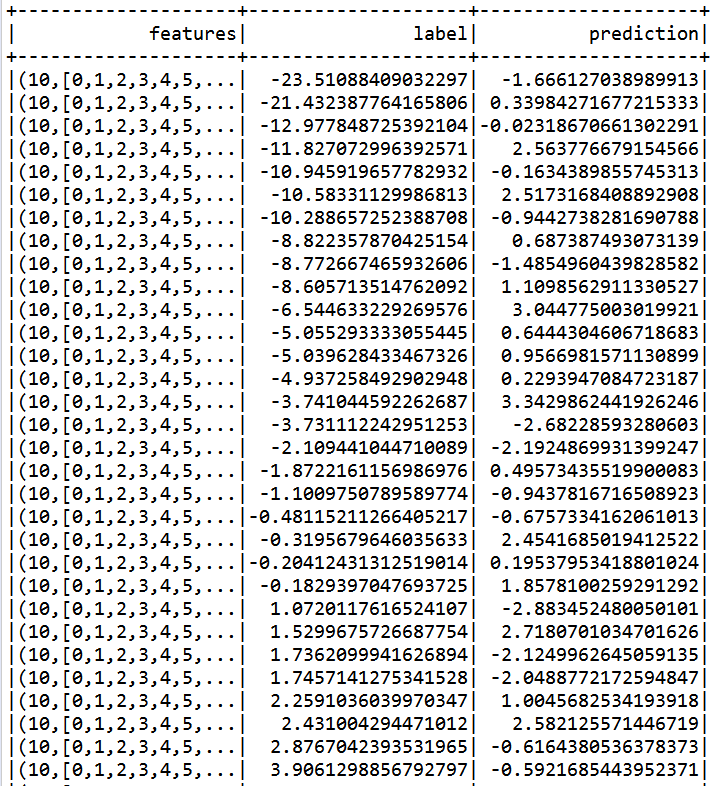 +--------------------+--------------------+--------------------+
|            features|               label|          prediction|
+--------------------+--------------------+--------------------+
|(10,[0,1,2,3,4,5,...|  -23.51088409032297|  -1.666127038989913|
|(10,[0,1,2,3,4,5,...| -21.432387764165806| 0.33984271677215333|
|(10,[0,1,2,3,4,5,...| -12.977848725392104|-0.02318670661302291|
|(10,[0,1,2,3,4,5,...| -11.827072996392571|   2.563776679154566|
|(10,[0,1,2,3,4,5,...| -10.945919657782932| -0.1634389855745313|
|(10,[0,1,2,3,4,5,...|  -10.58331129986813|  2.5173168408892908|
|(10,[0,1,2,3,4,5,...| -10.288657252388708| -0.9442738281690788|
|(10,[0,1,2,3,4,5,...|  -8.822357870425154|   0.687387493073139|
|(10,[0,1,2,3,4,5,...|  -8.772667465932606| -1.4854960439828582|
|(10,[0,1,2,3,4,5,...|  -8.605713514762092|  1.1098562911330527|
|(10,[0,1,2,3,4,5,...|  -6.544633229269576|   3.044775003019921|
|(10,[0,1,2,3,4,5,...|  -5.055293333055445|  0.6444304606718683|
|(10,[0,1,2,3,4,5,...|  -5.039628433467326|  0.9566981571130899|
|(10,[0,1,2,3,4,5,...|  -4.937258492902948|  0.2293947084723187|
|(10,[0,1,2,3,4,5,...|  -3.741044592262687|  3.3429862441926246|
|(10,[0,1,2,3,4,5,...|  -3.731112242951253|   -2.68228593280603|
|(10,[0,1,2,3,4,5,...|  -2.109441044710089| -2.1924869931399247|
|(10,[0,1,2,3,4,5,...| -1.8722161156986976| 0.49573435519900083|
|(10,[0,1,2,3,4,5,...| -1.1009750789589774| -0.9437816716508923|
|(10,[0,1,2,3,4,5,...|-0.48115211266405217| -0.6757334162061013|
|(10,[0,1,2,3,4,5,...| -0.3195679646035633|  2.4541685019412522|
|(10,[0,1,2,3,4,5,...|-0.20412431312519014| 0.19537953418801024|
|(10,[0,1,2,3,4,5,...| -0.1829397047693725|  1.8578100259291292|
|(10,[0,1,2,3,4,5,...|  1.0720117616524107|  -2.883452480050101|
|(10,[0,1,2,3,4,5,...|  1.5299675726687754|  2.7180701034701626|
|(10,[0,1,2,3,4,5,...|  1.7362099941626894| -2.1249962645059135|
|(10,[0,1,2,3,4,5,...|  1.7457141275341528| -2.0488772172594847|
|(10,[0,1,2,3,4,5,...|  2.2591036039970347|  1.0045682534193918|
|(10,[0,1,2,3,4,5,...|   2.431004294471012|   2.582125571446719|
|(10,[0,1,2,3,4,5,...|  2.8767042393531965| -0.6164380536378373|
|(10,[0,1,2,3,4,5,...|  3.9061298856792797| -0.5921685443952371|